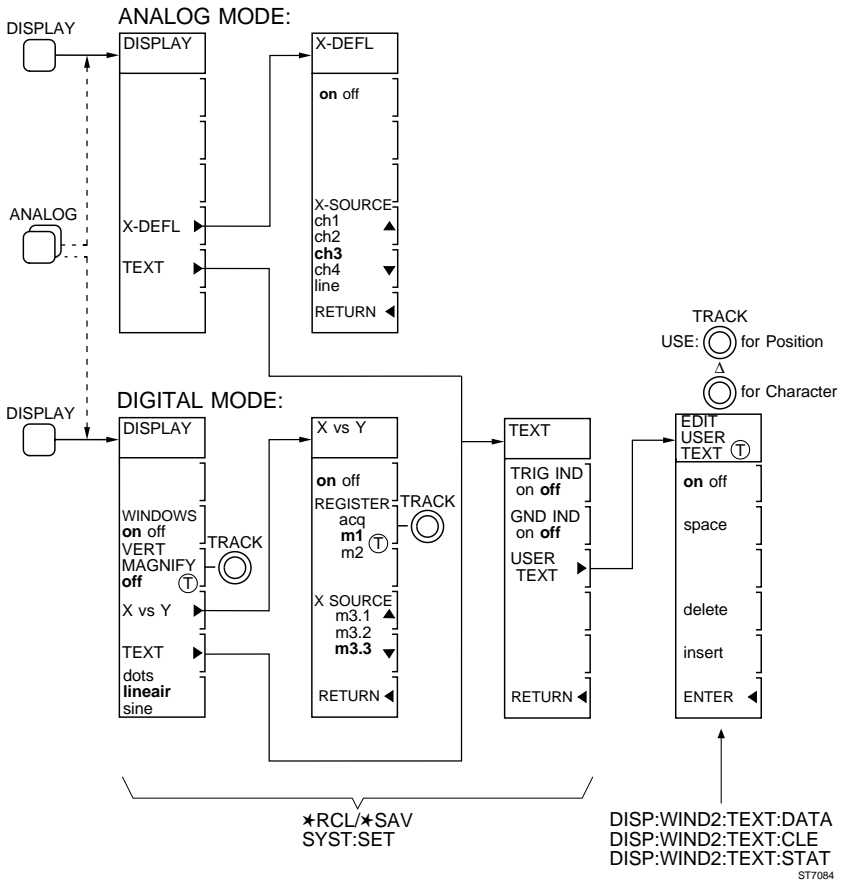 ANALOG MODE:
DISPLAY
DISPLAY
X-DEFL
on off
ANALOG
X-DEFL
TEXT
X-SOURCE
ch1
ch2
ch3
ch4
line
RETURN
TRACK
USE: for Position
Δ
for Character
DIGITAL MODE:
DISPLAY
DISPLAY
WINDOWS
on off
VERT
MAGNIFY
off T
TRACK
X vs Y
TEXT
dots
lineair
sine
X vs Y
on off
REGISTER
acq
m1
m2
T
TRACK
X SOURCE
m3.1
m3.2
m3.3
RETURN
TEXT
TRIG IND
on off
GND IND
on off
USER
TEXT
RETURN
EDIT
USER
TEXT T
on off
space
delete
insert
ENTER
★RCL/★SAV
SYST:SET
DISP:WIND2:TEXT:DATA
DISP:WIND2:TEXT:CLE
DISP:WIND2:TEXT:STAT
ST7084